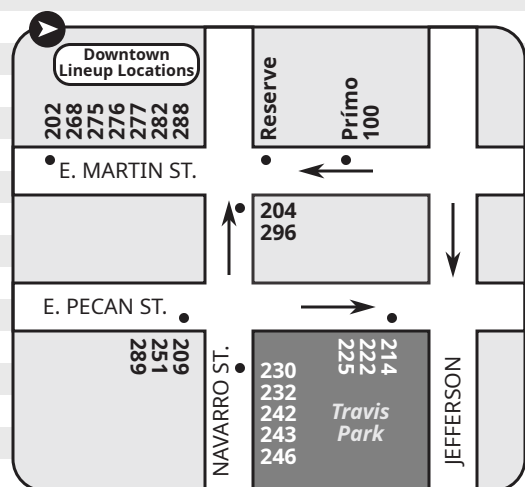 Downtown
Lineup Locations
202
268
275
276
277
282
288
Reserve
Prímo
100
E. MARTIN ST.
204
296
E. PECAN ST.
289
251
209
NAVARRO ST.
230
232
242
243
246
225
222
214
Travis
Park
JEFFERSON